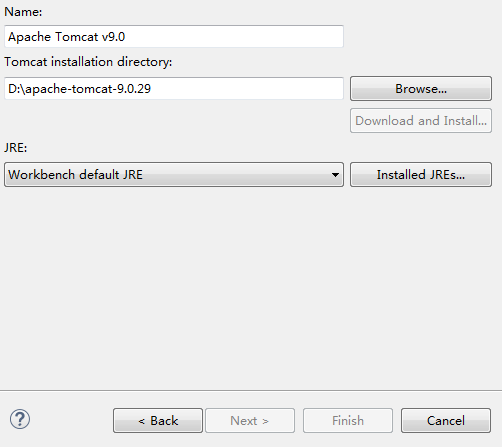 Name:
Apache Tomcat v9.0
Tomcat installation directory:
D:\apache-tomcat-9.0.29
Browse...
Download and Install...
JRE:
Workbench default JRE
Installed JREs...
?
< Back
Next >
Finish
Cancel